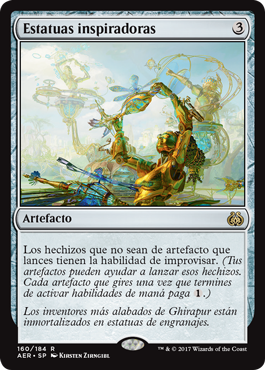 Estatuas inspiradoras 3
Artefacto
Los hechizos que no sean de artefacto que
lances tienen la habilidad de improvisar. (Tus
artefactos pueden ayudar a lanzar esos hechizos.
Cada artefacto que gires una vez que termines
de activar habilidades de maná paga 1.)
Los inventores más alabados de Ghirapur están
inmortalizados en estatuas de engranajes.
160/184 R
AER • SP Kirsten Zirngibl
™ & © 2017 Wizards of the Coast